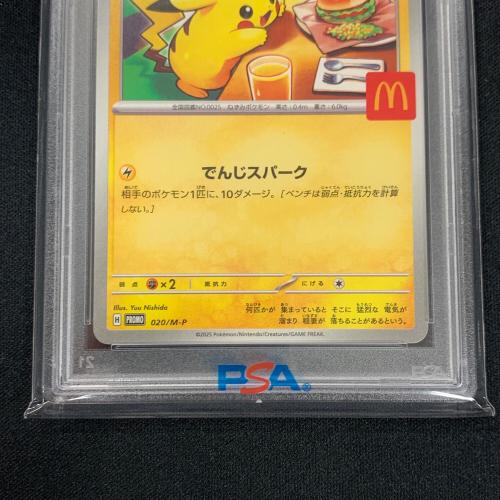 全国図鑑NO.0025 ねずみポケモン 高さ：0.4m 重さ：6.0kg
でんじスパーク
相手のポケモン1匹に、10ダメージ。［ベンチは弱点・抵抗力を計算
しない。］
弱点 ×2 抵抗力 にげる
Illus. You Nishida
何匹かが 集まっていると そこに 猛烈な 電気が
溜まり 稲妻が 落ちることがあるという。
H PROMO 020/M-P
©2025 Pokémon/Nintendo/Creatures/GAME FREAK.
PSA®